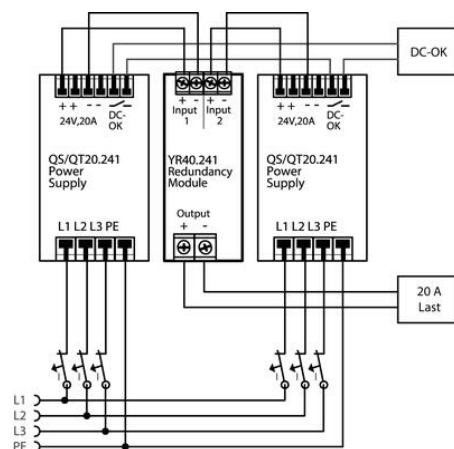 DC-OK
+ + - -
24V,20A
DC-
OK
QS/QT20.241
Power
Supply
L1 L2 L3 PE
+ - + -
Input
1
Input
2
YR40.241
Redundancy
Module
Output
+ -
+ + - -
24V,20A
DC-
OK
QS/QT20.241
Power
Supply
L1 L2 L3 PE
20 A
Last
L1
L2
L3
PE